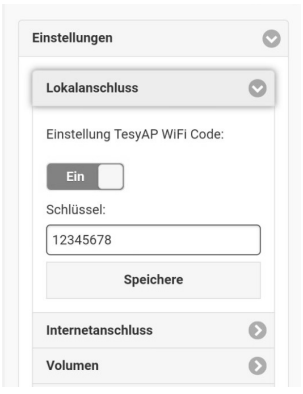 Einstellungen
Lokalanschluss
Einstellung TesyAP WiFi Code:
Ein
Schlüssel:
12345678
Speichere
Internetanschluss
Volumen